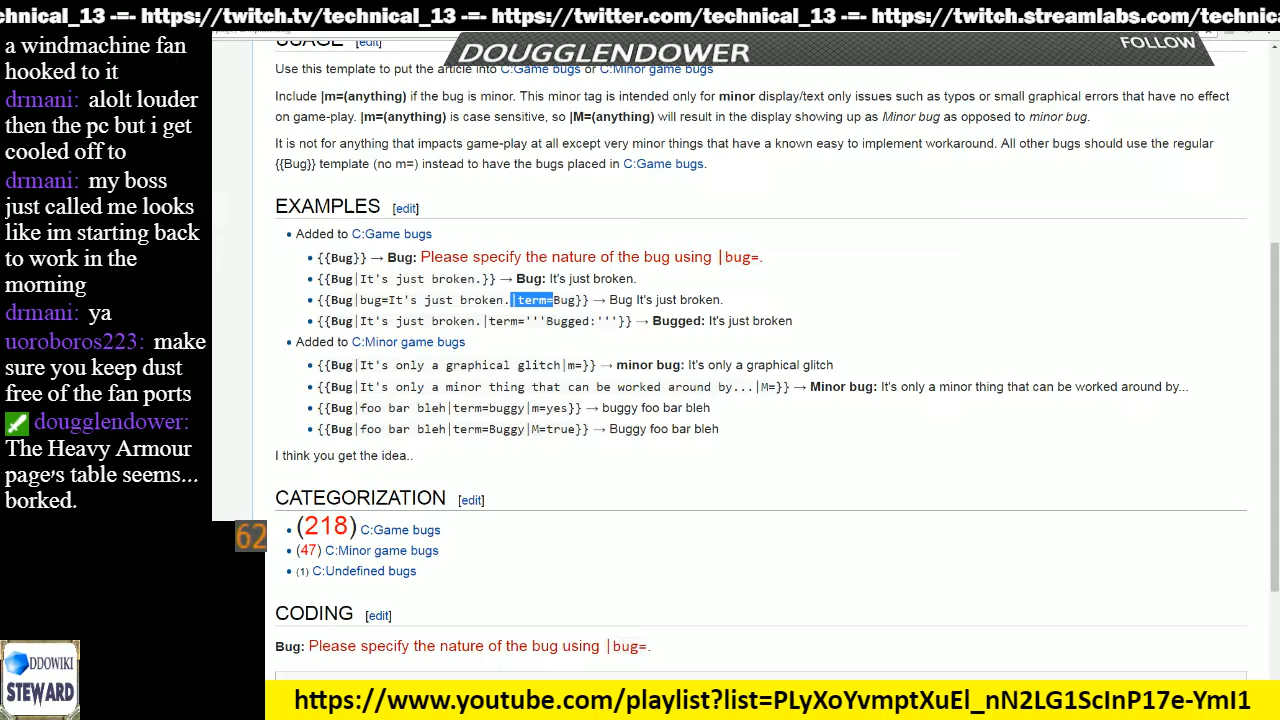 chnical_13 -=- https://twitch.tv/technical_13 -=- https://twitter.com/technical_13 -=- https://twitch.streamlabs.com/technic
DOUGGLENDOWER
FOLLOW
a windmachine fan
hooked to it
drmani: alolt louder
then the pc but i get
cooled off to
drmani: my boss
just called me looks
like im starting back
to work in the
morning
drmani: ya
uoroboros223: make
sure you keep dust
free of the fan ports
dougglendower:
The Heavy Armour
page's table seems...
borked.
62
DDOWIKI
STEWARD
USAGE [edit]
Use this template to put the article into C:Game bugs or C:Minor game bugs
Include |m=(anything) if the bug is minor. This minor tag is intended only for minor display/text only issues such as typos or small graphical errors that have no effect
on game-play. |m=(anything) is case sensitive, so |M=(anything) will result in the display showing up as Minor bug as opposed to minor bug.
It is not for anything that impacts game-play at all except very minor things that have a known easy to implement workaround. All other bugs should use the regular
{{Bug}} template (no m=) instead to have the bugs placed in C:Game bugs.
EXAMPLES [edit]
• Added to C:Game bugs
• {{Bug}} → Bug: Please specify the nature of the bug using |bug=.
• {{Bug|It's just broken.}} → Bug: It's just broken.
• {{Bug|bug=It's just broken.|term=Bug}} → Bug It's just broken.
• {{Bug|It's just broken.|term='''Bugged:'''}} → Bugged: It's just broken
• Added to C:Minor game bugs
• {{Bug|It's only a graphical glitch|m=}} → minor bug: It's only a graphical glitch
• {{Bug|It's only a minor thing that can be worked around by...|M=}} → Minor bug: It's only a minor thing that can be worked around by...
• {{Bug|foo bar bleh|term=buggy|m=yes}} → buggy foo bar bleh
• {{Bug|foo bar bleh|term=Buggy|M=true}} → Buggy foo bar bleh
I think you get the idea..
CATEGORIZATION [edit]
• (218) C:Game bugs
• (47) C:Minor game bugs
• (1) C:Undefined bugs
CODING [edit]
Bug: Please specify the nature of the bug using |bug=.
https://www.youtube.com/playlist?list=PLyXoYvmptXuEl_nN2LG1ScInP17e-YmI1